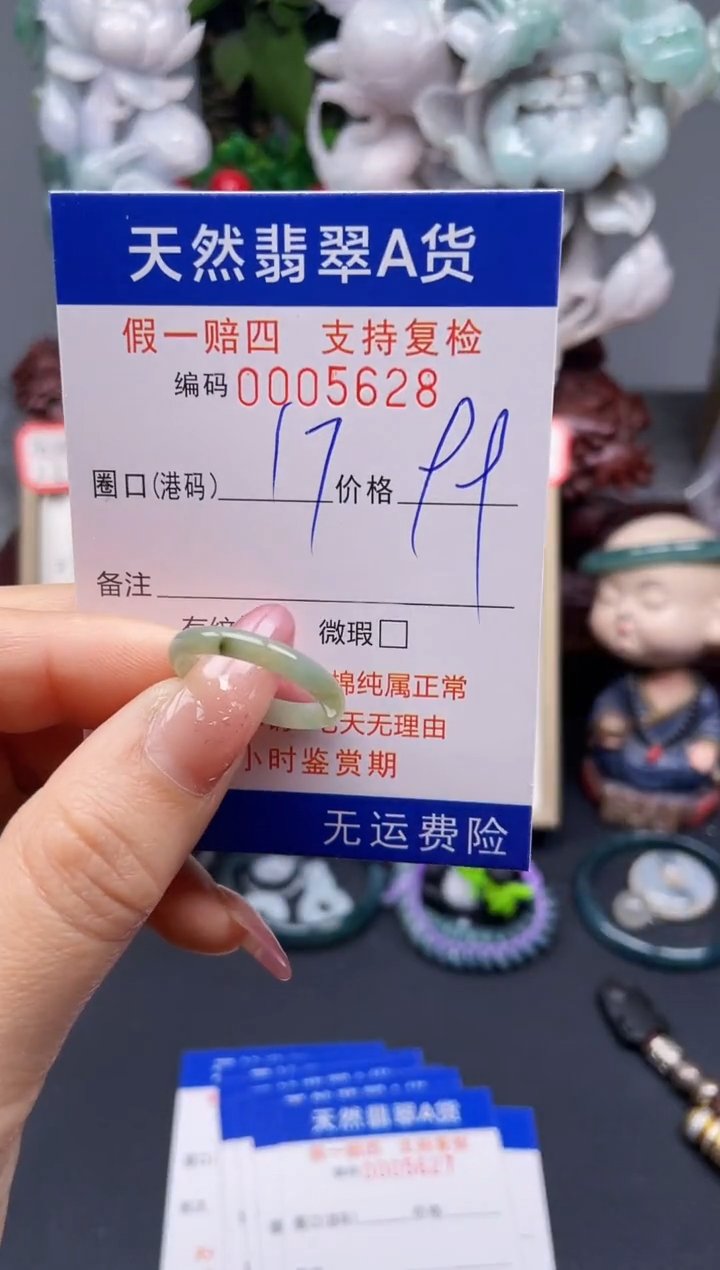 天然翡翠A货
假一赔四 支持复检
编码 0005628
圈口(港码) 17 价格 99
备注
微瑕□
棉纯属正常
天无理由
小时鉴赏期
无运费险
天然翡翠A货
0005627